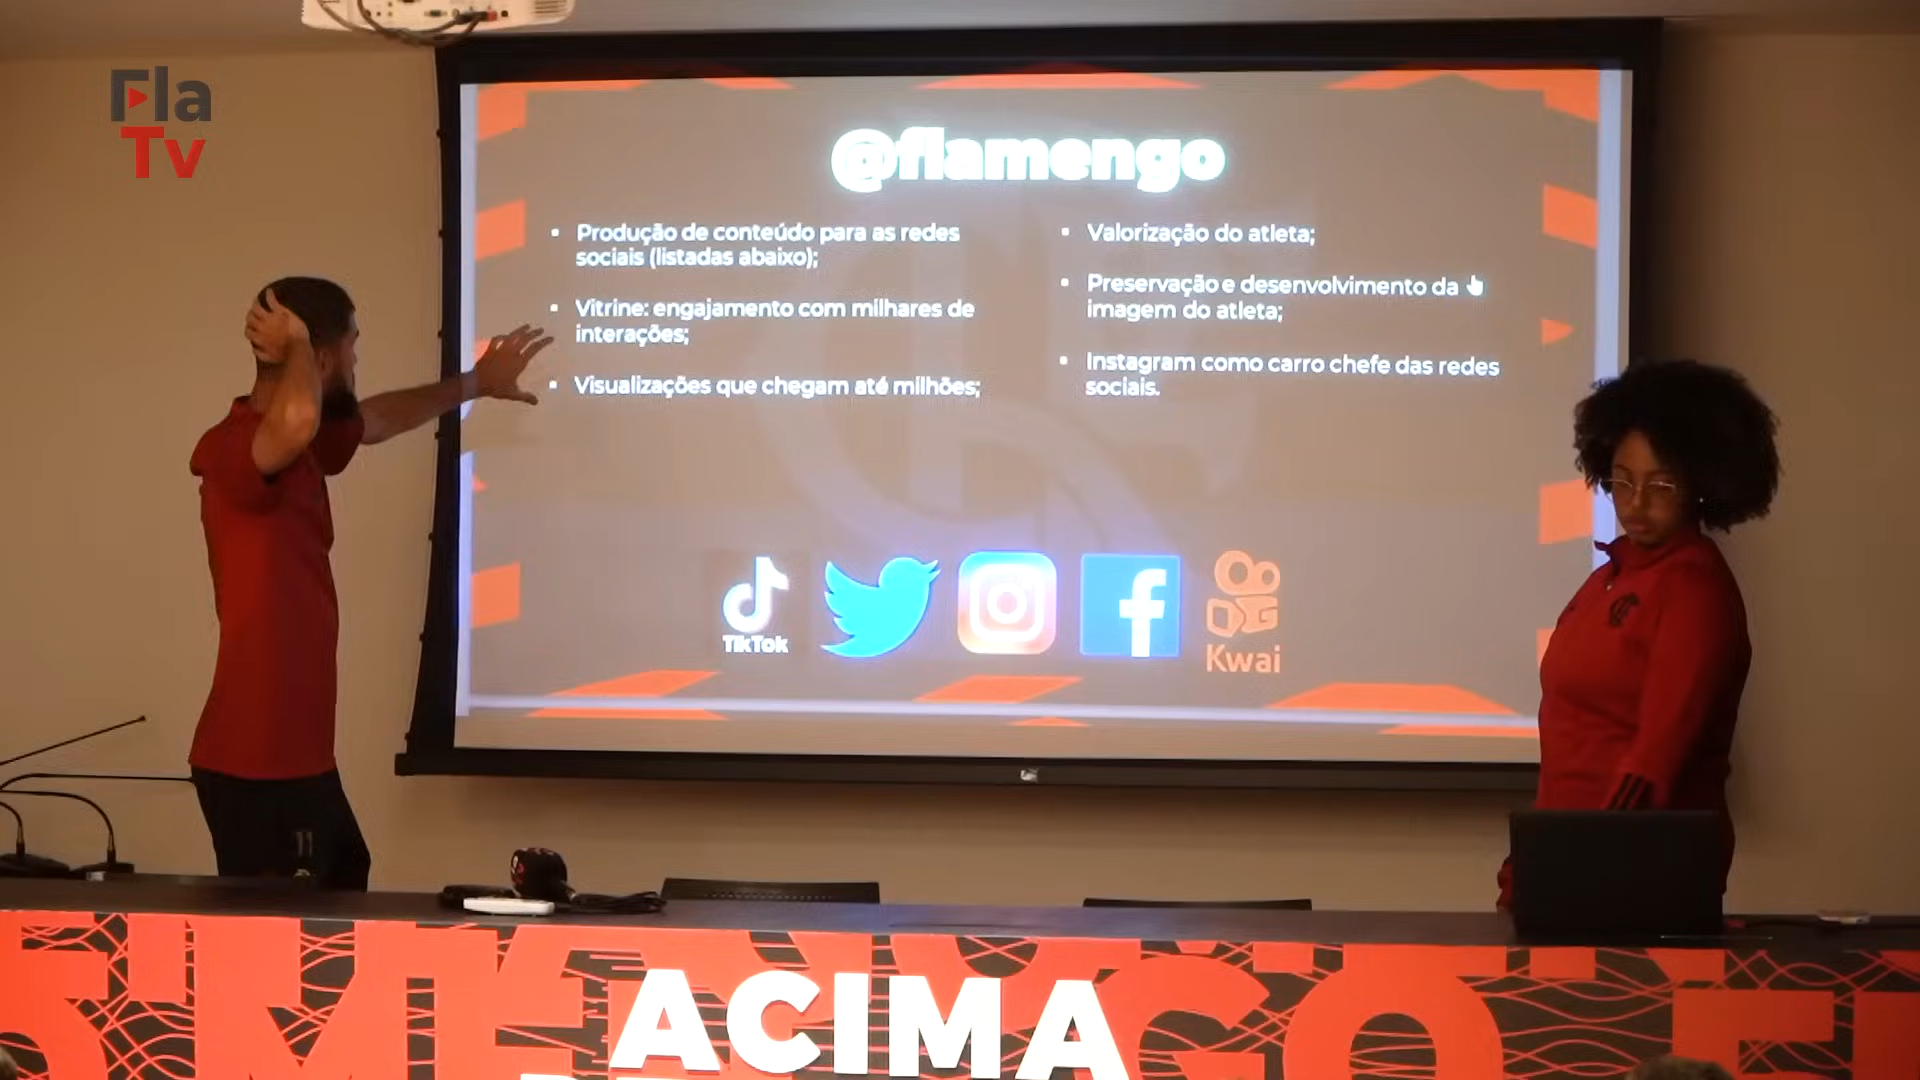 Fla
Tv
@flamengo
Produção de conteúdo para as redes
sociais (listadas abaixo);
Vitrine: engajamento com milhares de
interações;
Visualizações que chegam até milhões;
Valorização do atleta;
Preservação e desenvolvimento da
imagem do atleta;
Instagram como carro chefe das redes
sociais.
TikTok
Kwai
ACIMA